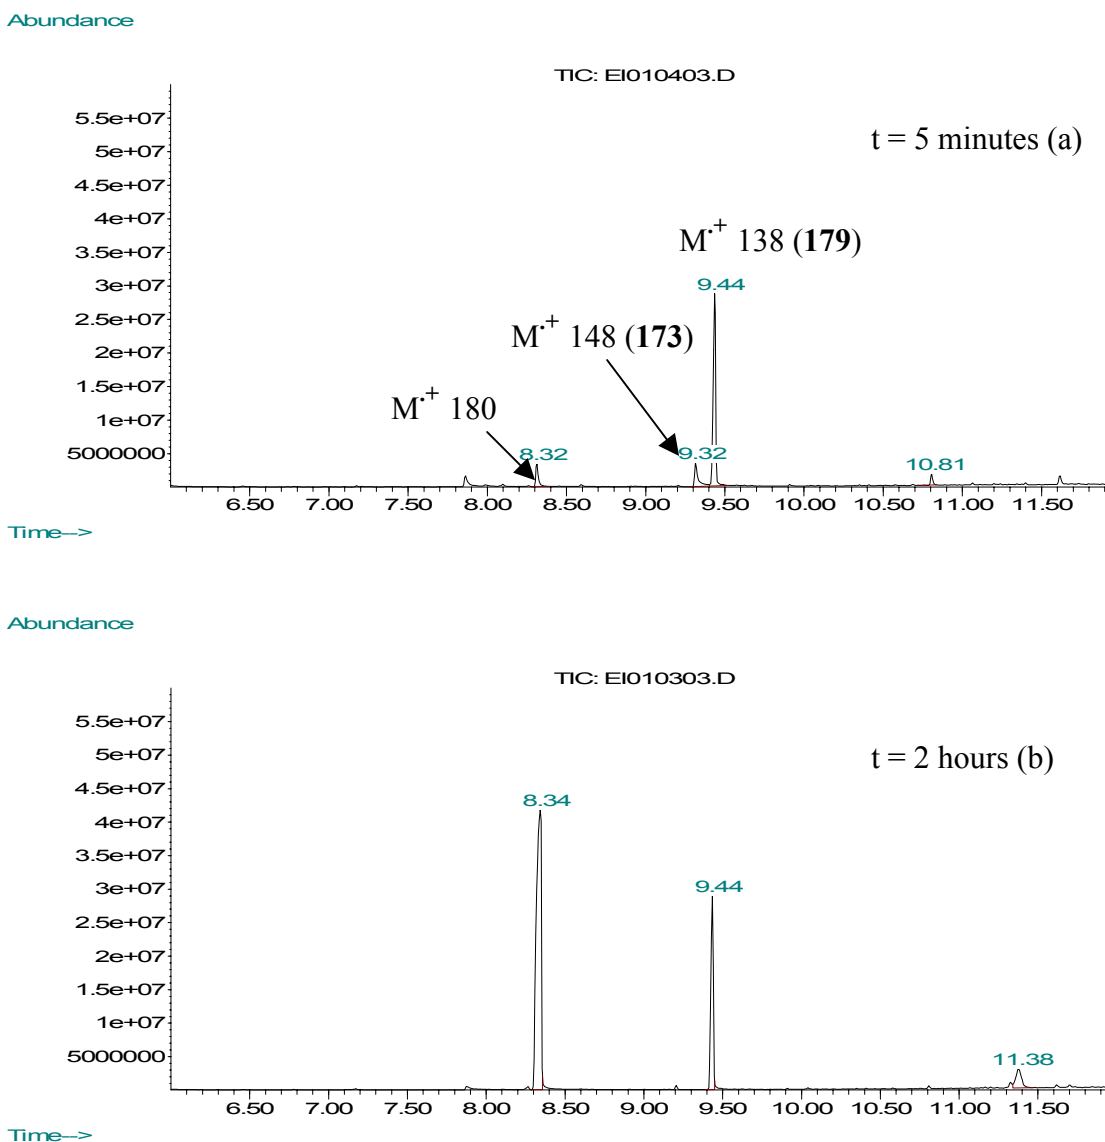 Abundance
TIC: EI010403.D
t = 5 minutes (a)
5.5e+07
5e+07
4.5e+07
4e+07
3.5e+07
3e+07
2.5e+07
2e+07
1.5e+07
1e+07
5000000
M·+ 138 (179)
9.44
M·+ 148 (173)
M·+ 180
8.32
9.32
10.81
6.50 7.00 7.50 8.00 8.50 9.00 9.50 10.00 10.50 11.00 11.50
Time-->
Abundance
TIC: EI010303.D
t = 2 hours (b)
5.5e+07
5e+07
4.5e+07
4e+07
3.5e+07
3e+07
2.5e+07
2e+07
1.5e+07
1e+07
5000000
8.34
9.44
11.38
6.50 7.00 7.50 8.00 8.50 9.00 9.50 10.00 10.50 11.00 11.50
Time-->